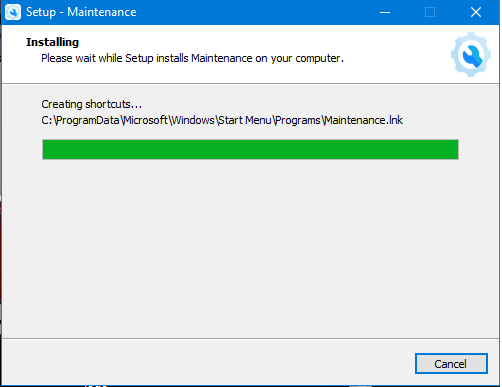 Setup - Maintenance
Installing
Please wait while Setup installs Maintenance on your computer.
Creating shortcuts...
C:\ProgramData\Microsoft\Windows\Start Menu\Programs\Maintenance.lnk
Cancel